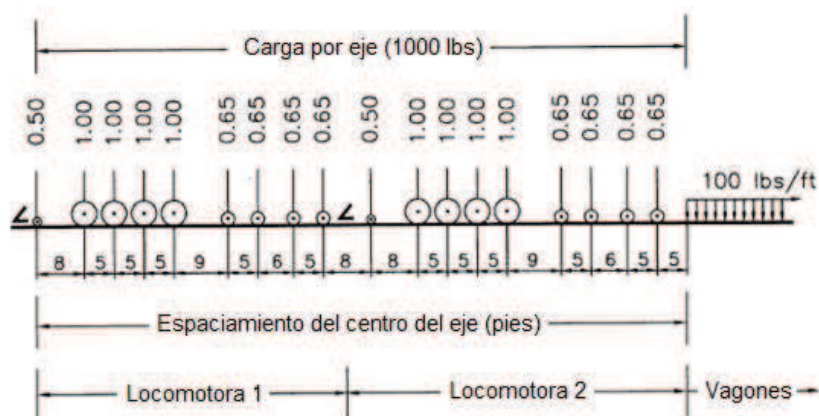 Carga por eje (1000 lbs)
0.50 1.00 1.00 1.00 1.00 0.65 0.65 0.65 0.65 0.50 1.00 1.00 1.00 1.00 0.65 0.65 0.65 0.65
100 lbs/ft
8 5 5 5 9 5 6 5 8 8 5 5 5 9 5 6 5 5
Espaciamiento del centro del eje (pies)
Locomotora 1 Locomotora 2 Vagones